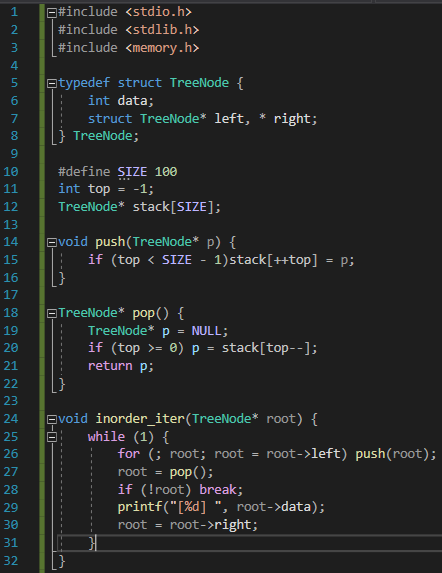 1 #include <stdio.h>
2 #include <stdlib.h>
3 #include <memory.h>
4
5 typedef struct TreeNode {
6     int data;
7     struct TreeNode* left, * right;
8 } TreeNode;
9
10 #define SIZE 100
11 int top = -1;
12 TreeNode* stack[SIZE];
13
14 void push(TreeNode* p) {
15     if (top < SIZE - 1)stack[++top] = p;
16 }
17
18 TreeNode* pop() {
19     TreeNode* p = NULL;
20     if (top >= 0) p = stack[top--];
21     return p;
22 }
23
24 void inorder_iter(TreeNode* root) {
25     while (1) {
26         for (; root; root = root->left) push(root);
27         root = pop();
28         if (!root) break;
29         printf("[%d] ", root->data);
30         root = root->right;
31     }
32 }